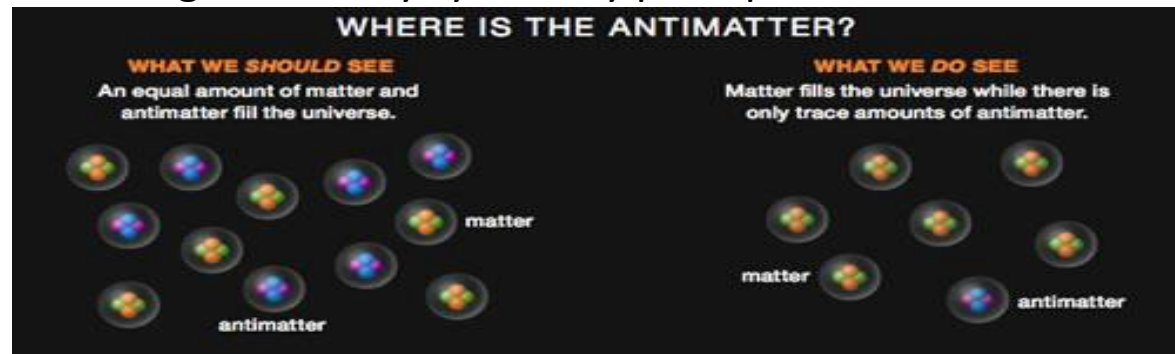 WHERE IS THE ANTIMATTER?
WHAT WE SHOULD SEE
An equal amount of matter and
antimatter fill the universe.
matter
antimatter
WHAT WE DO SEE
Matter fills the universe while there is
only trace amounts of antimatter.
matter
antimatter